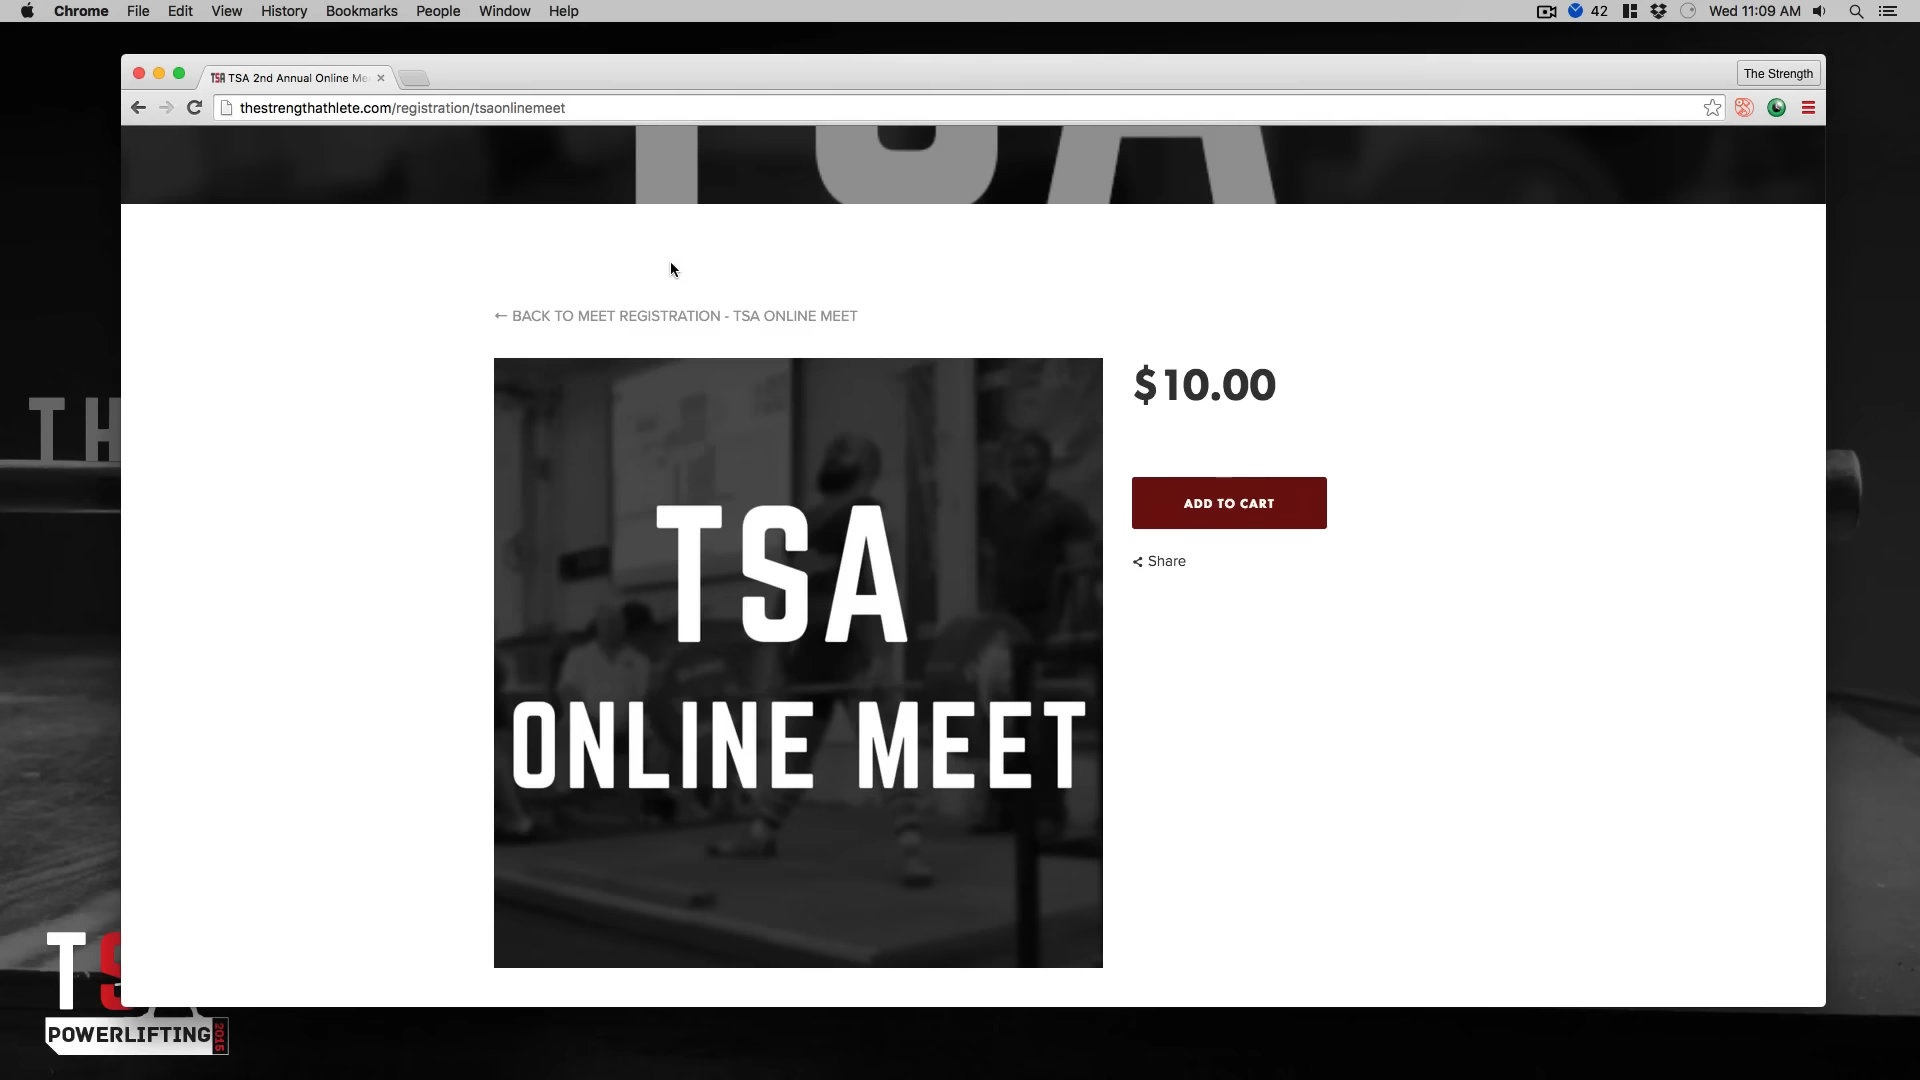 Chrome File Edit View History Bookmarks People Window Help
42 Wed 11:09 AM
TSA TSA 2nd Annual Online Me
The Strength
thestrengthathlete.com/registration/tsaonlinemeet
TSA
← BACK TO MEET REGISTRATION - TSA ONLINE MEET
$10.00
TH
ADD TO CART
Share
TSA
ONLINE MEET
TS
POWERLIFTING 2015